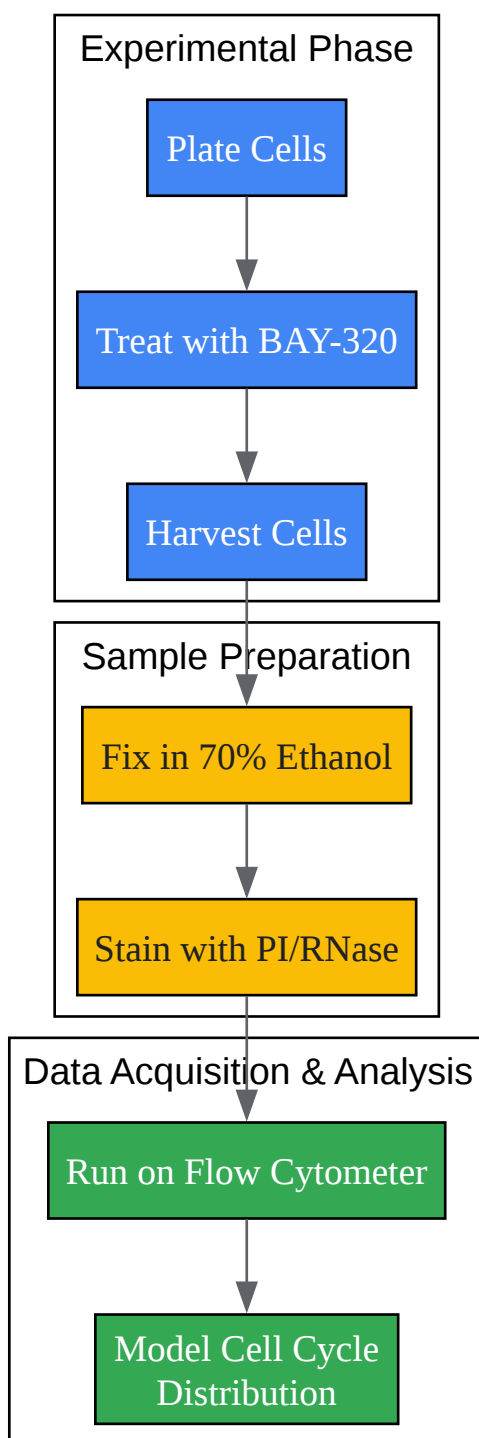 Experimental Phase
Plate Cells
Treat with BAY-320
Harvest Cells
Sample Preparation
Fix in 70% Ethanol
Stain with PI/RNase
Data Acquisition & Analysis
Run on Flow Cytometer
Model Cell Cycle
Distribution